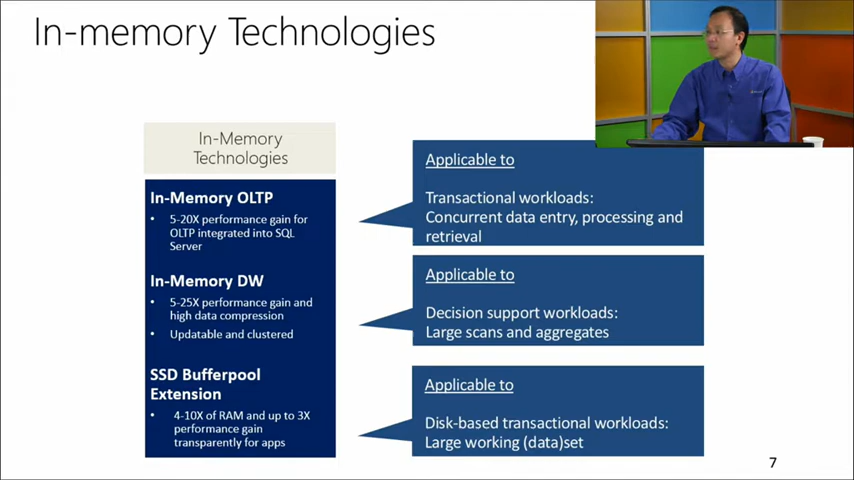 In-memory Technologies
In-Memory
Technologies
In-Memory OLTP
• 5-20X performance gain for
OLTP integrated into SQL
Server
In-Memory DW
• 5-25X performance gain and
high data compression
• Updatable and clustered
SSD Bufferpool
Extension
• 4-10X of RAM and up to 3X
performance gain
transparently for apps
Applicable to
Transactional workloads:
Concurrent data entry, processing and
retrieval
Applicable to
Decision support workloads:
Large scans and aggregates
Applicable to
Disk-based transactional workloads:
Large working (data)set
7